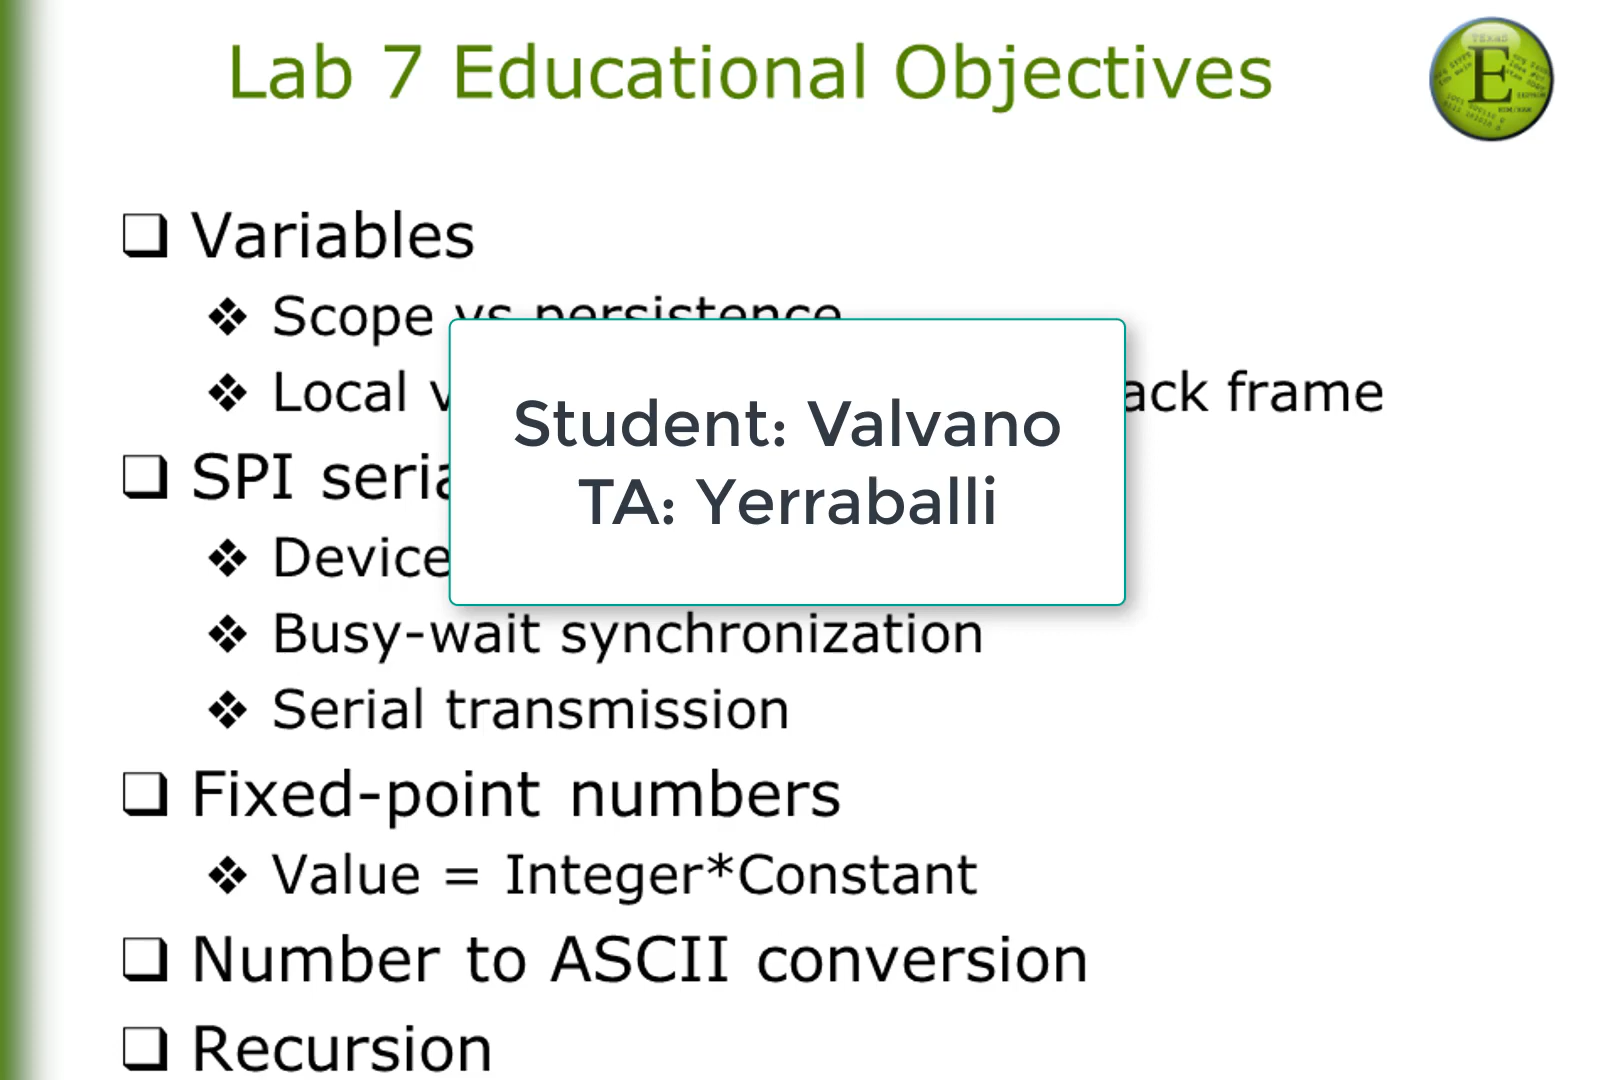 Lab 7 Educational Objectives
E
Variables
Scope vs persistence
Local
ack frame
Student: Valvano
TA: Yerraballi
SPI
Device
Busy-wait synchronization
Serial transmission
Fixed-point numbers
Value = Integer*Constant
Number to ASCII conversion
Recursion